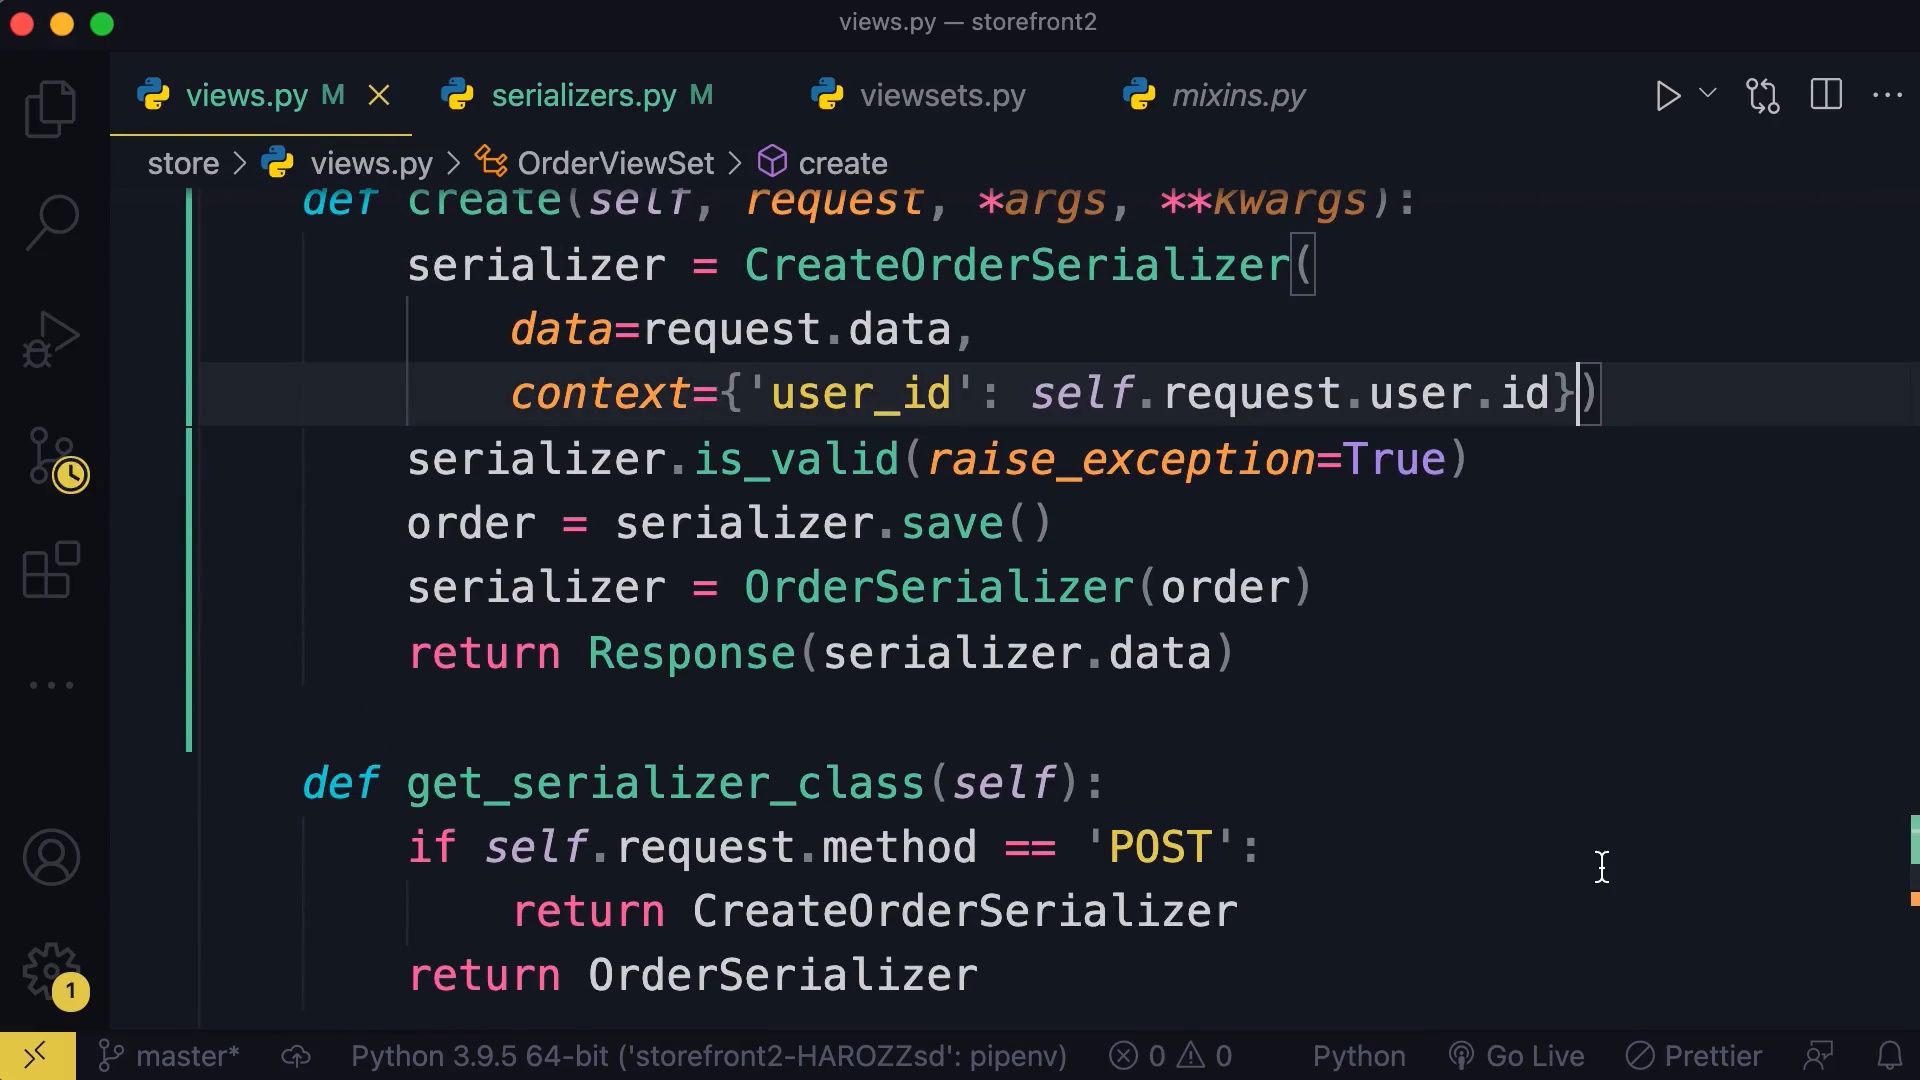 views.py — storefront2
views.py M serializers.py M viewsets.py mixins.py
store > views.py > OrderViewSet > create
def create(self, request, *args, **kwargs):
serializer = CreateOrderSerializer(
data=request.data,
context={'user_id': self.request.user.id})
serializer.is_valid(raise_exception=True)
order = serializer.save()
serializer = OrderSerializer(order)
return Response(serializer.data)
def get_serializer_class(self):
if self.request.method == 'POST':
return CreateOrderSerializer
return OrderSerializer
1
master* Python 3.9.5 64-bit ('storefront2-HAROZZsd': pipenv) 0 0 Python Go Live Prettier